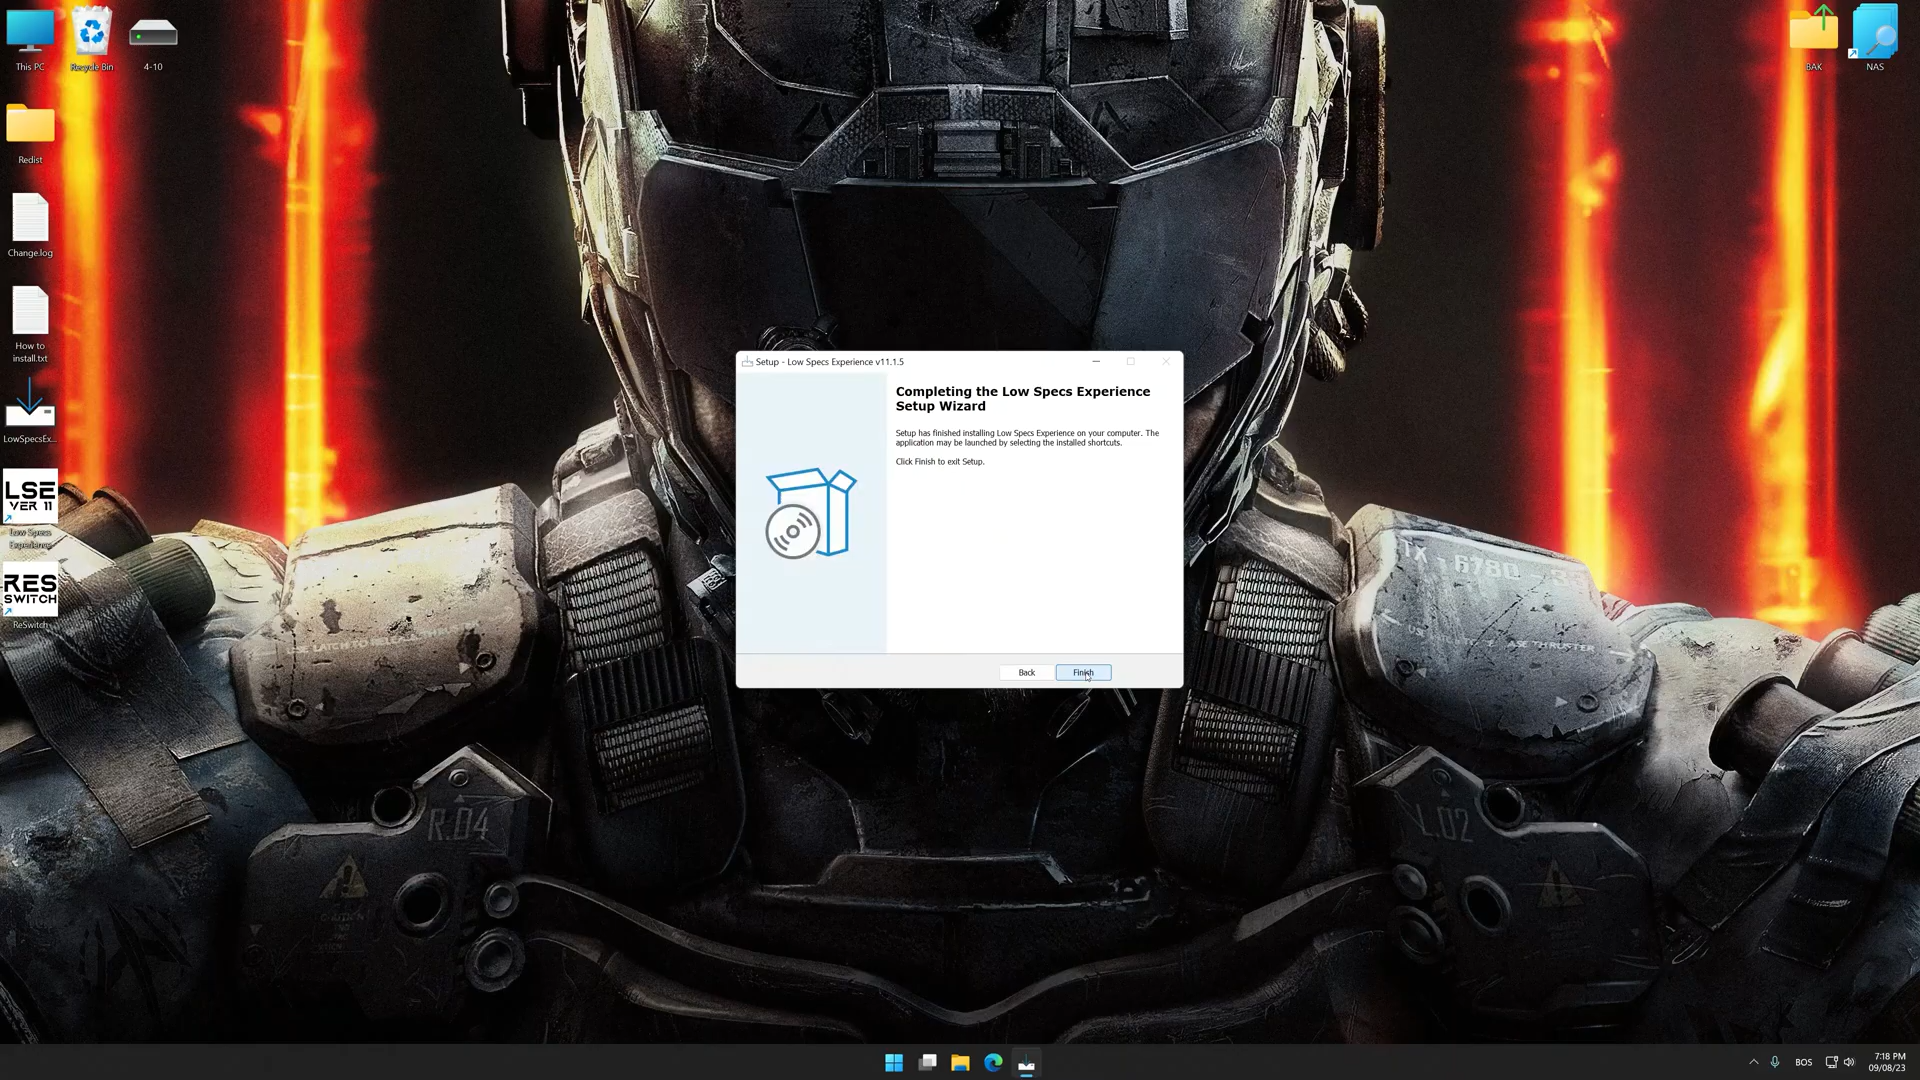 This PC
Recycle Bin
4-10
BAK
NAS
Redist
Change.log
How to
install.txt
LowSpecsEx...
LSE
VER 11
Low Specs
Experience
RES
SWITCH
ReSwitch
Setup - Low Specs Experience v11.1.5
Completing the Low Specs Experience
Setup Wizard
Setup has finished installing Low Specs Experience on your computer. The
application may be launched by selecting the installed shortcuts.
Click Finish to exit Setup.
Back
Finish
R.04
L.02
BOS
7:18 PM
09/08/23